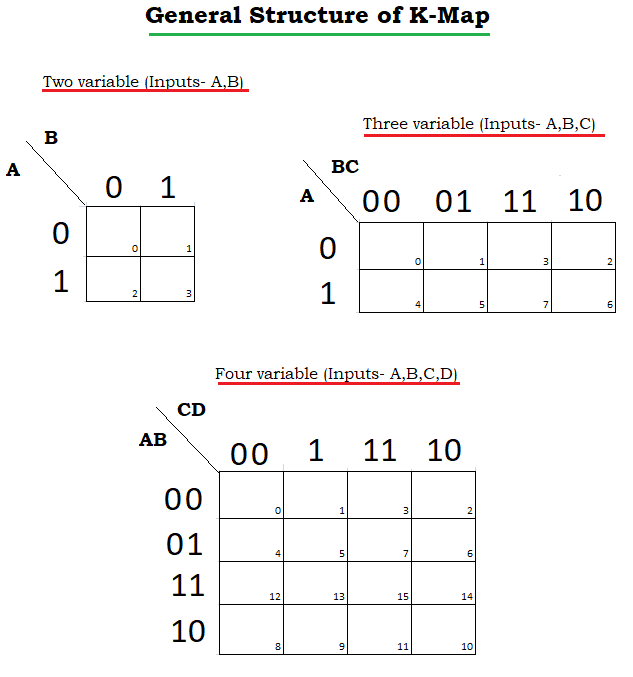 General Structure of K-Map
Two variable (Inputs- A,B)
B
A
0 1
0
0 1
1
2 3
Three variable (Inputs- A,B,C)
BC
A
00 01 11 10
0
0 1 3 2
1
4 5 7 6
Four variable (Inputs- A,B,C,D)
CD
AB
00 1 11 10
00
0 1 3 2
01
4 5 7 6
11
12 13 15 14
10
8 9 11 10